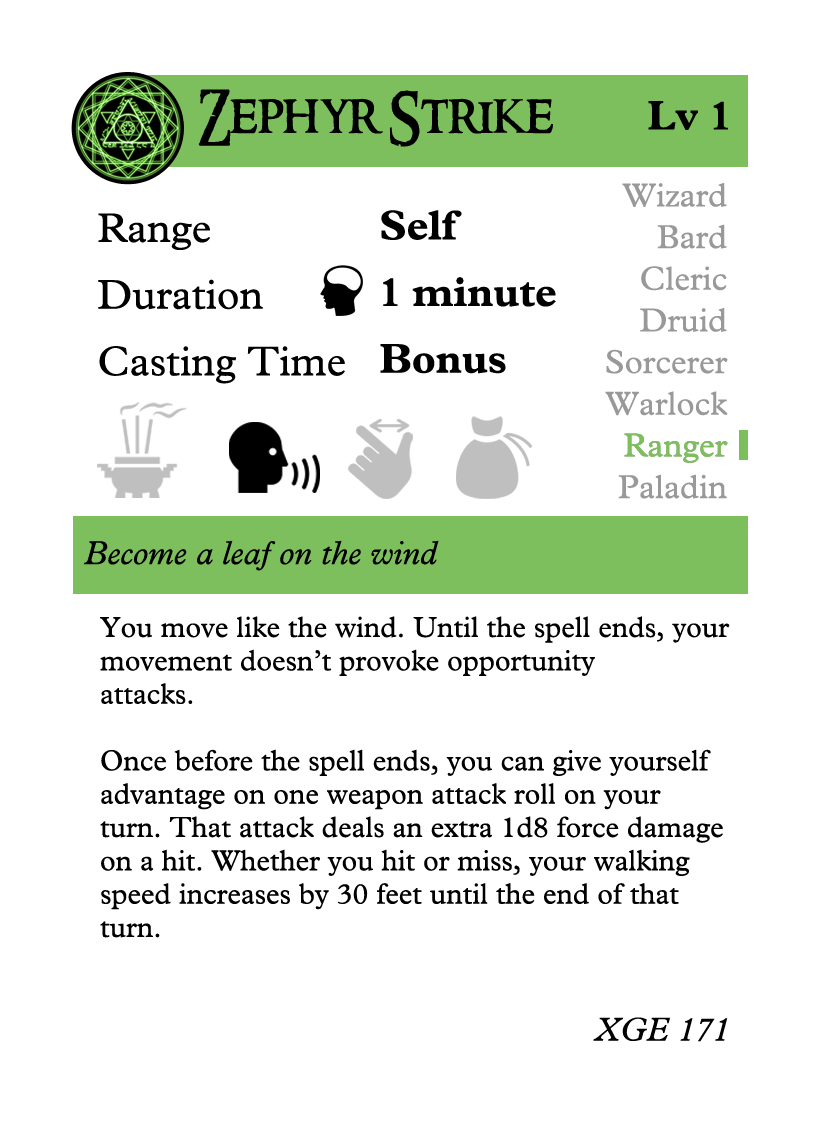 ZEPHYR STRIKE
Lv 1
Range Self
Duration 1 minute
Casting Time Bonus
Wizard
Bard
Cleric
Druid
Sorcerer
Warlock
Ranger
Paladin
Become a leaf on the wind
You move like the wind. Until the spell ends, your
movement doesn’t provoke opportunity
attacks.
Once before the spell ends, you can give yourself
advantage on one weapon attack roll on your
turn. That attack deals an extra 1d8 force damage
on a hit. Whether you hit or miss, your walking
speed increases by 30 feet until the end of that
turn.
XGE 171